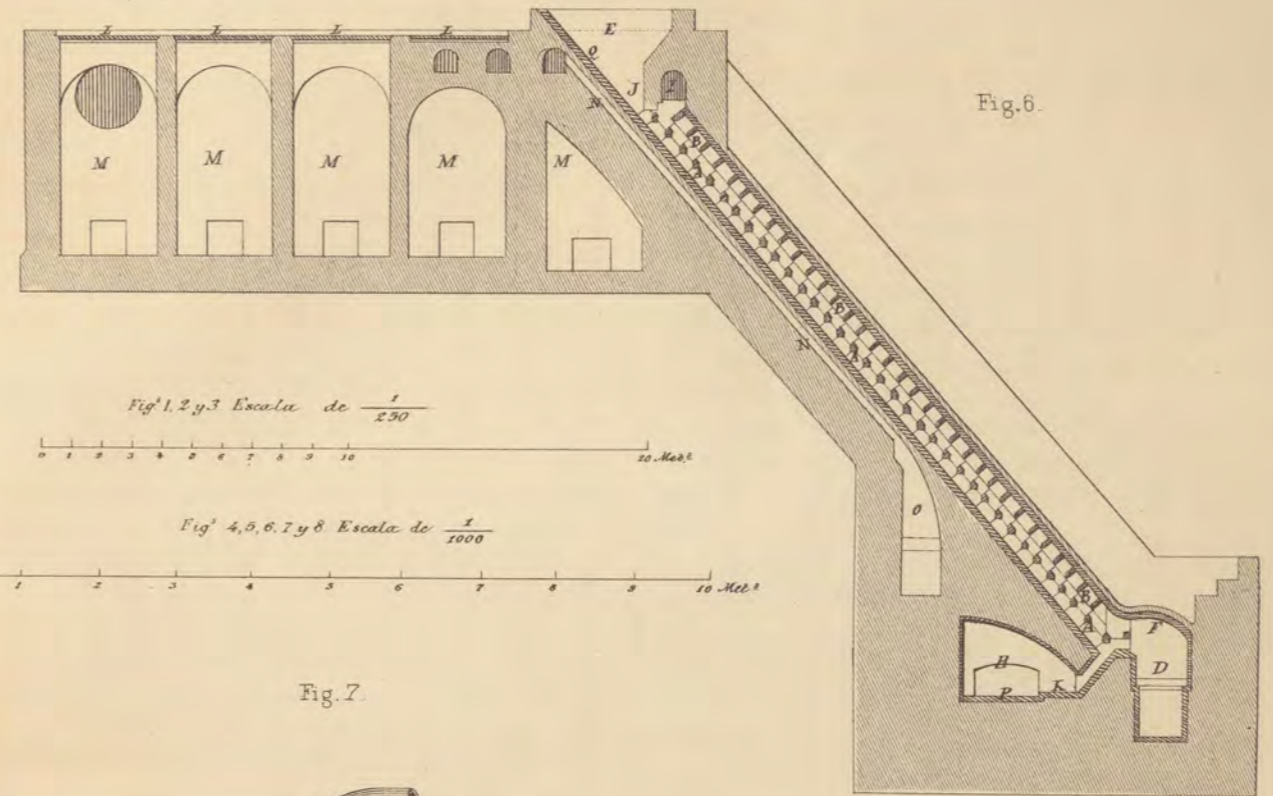 L L L L
E
Q
J I
N
Fig. 6.
B
A
M M M M M
B
A
N
Figs 1, 2 y 3 Escala de 1/250
0 1 2 3 4 5 6 7 8 9 10 20 Mets
O
Figs 4, 5, 6, 7 y 8 Escala de 1/1000
1 2 3 4 5 6 7 8 9 10 Mets
B
A
F
H
D
P K
Fig. 7.